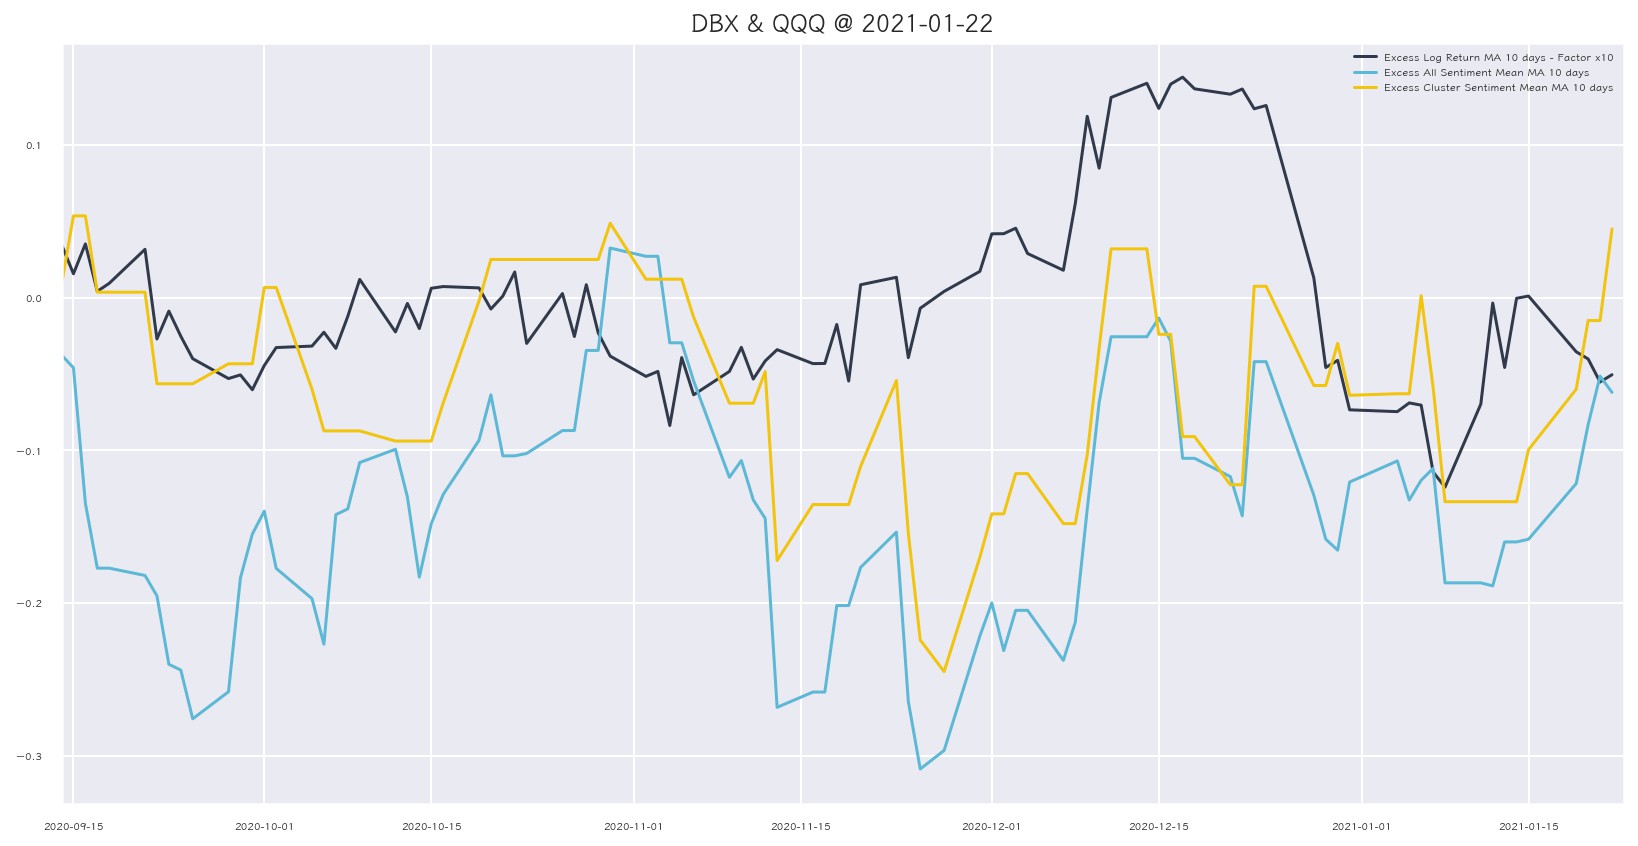 DBX & QQQ @ 2021-01-22
Excess Log Return MA 10 days - Factor x10
Excess All Sentiment Mean MA 10 days
Excess Cluster Sentiment Mean MA 10 days
0.1
0.0
−0.1
−0.2
−0.3
2020-09-15 2020-10-01 2020-10-15 2020-11-01 2020-11-15 2020-12-01 2020-12-15 2021-01-01 2021-01-15